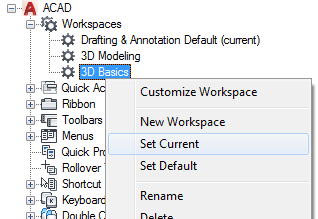 ACAD
Workspaces
Drafting & Annotation Default (current)
3D Modeling
3D Basics
Quick Ac
Customize Workspace
Ribbon
Toolbars
New Workspace
Menus
Set Current
Quick Pro
Rollover
Set Default
Shortcut
Keyboard
Rename
Double C
Delete